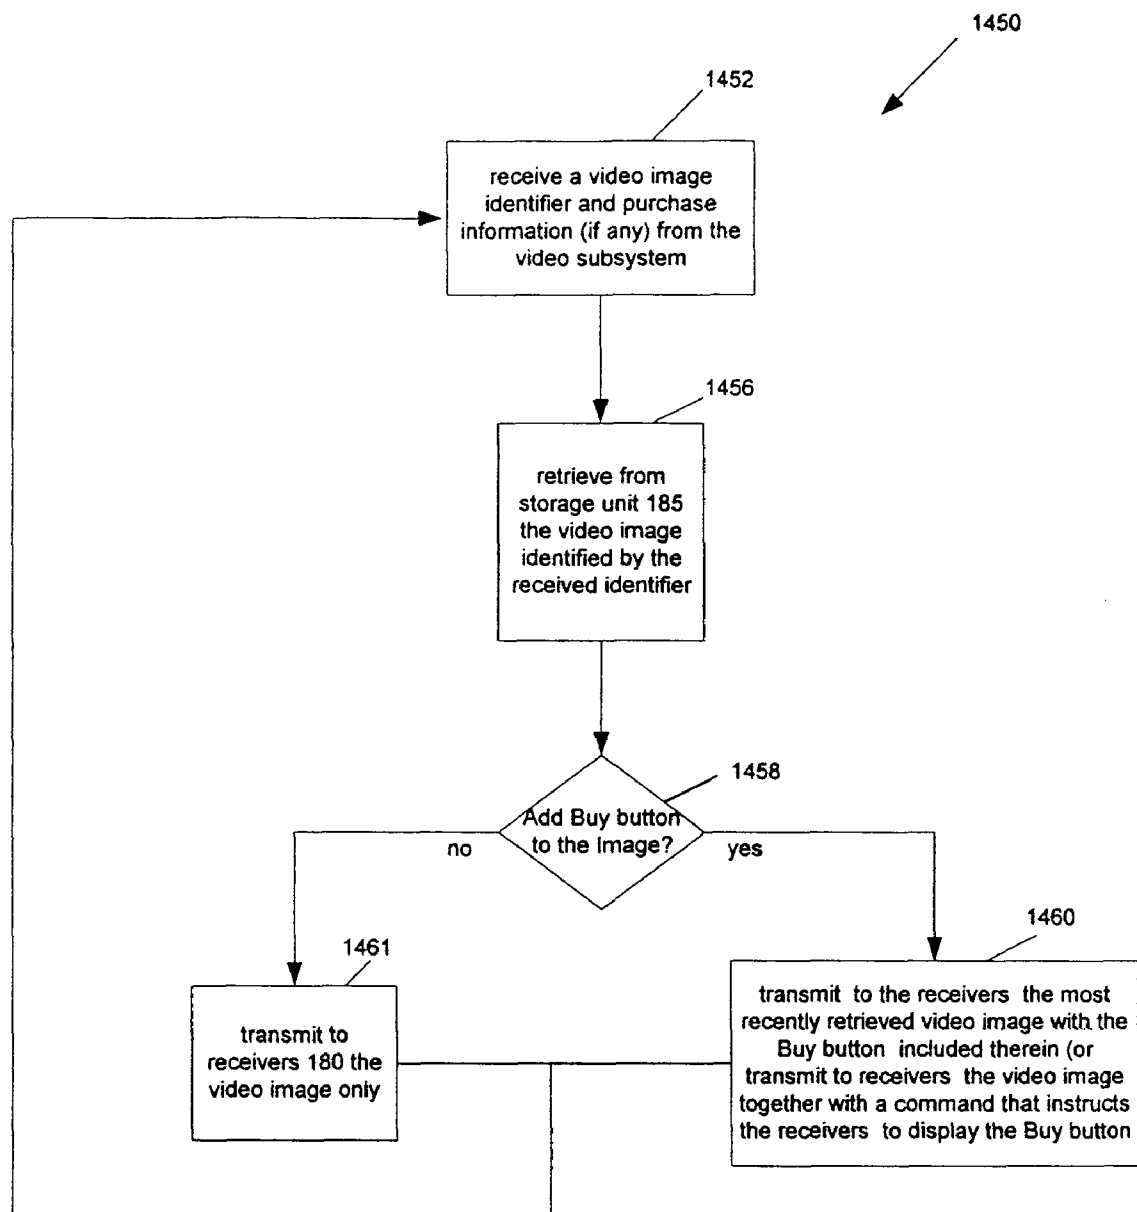 1450
1452
receive a video image
identifier and purchase
information (if any) from the
video subsystem
1456
retrieve from
storage unit 185
the video image
identified by the
received identifier
1458
Add Buy button
to the Image?
no
yes
1461
transmit to
receivers 180 the
video image only
1460
transmit to the receivers the most
recently retrieved video image with the
Buy button included therein (or
transmit to receivers the video image
together with a command that instructs
the receivers to display the Buy button